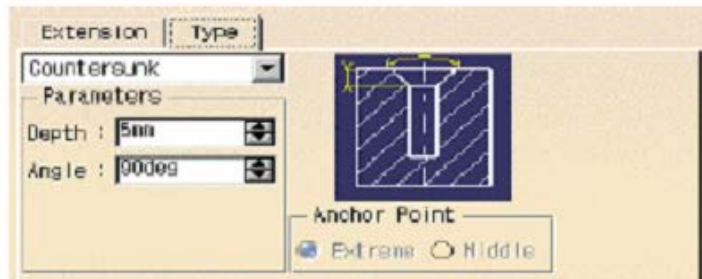 Extension Type
Countersunk
Parameters
Depth : 5mm
Angle : 90deg
Anchor Point
Extreme Middle